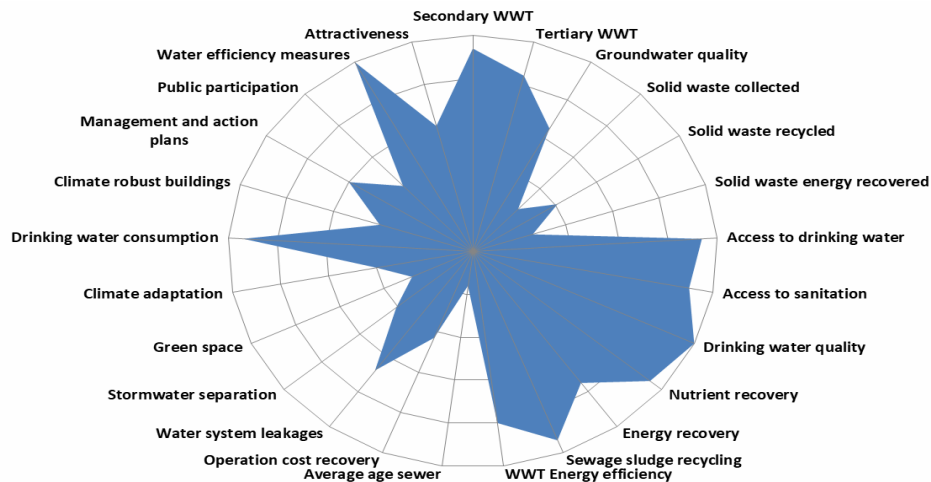 Secondary WWT
Tertiary WWT
Groundwater quality
Solid waste collected
Solid waste recycled
Solid waste energy recovered
Access to drinking water
Access to sanitation
Drinking water quality
Nutrient recovery
Energy recovery
Sewage sludge recycling
WWT Energy efficiency
Average age sewer
Operation cost recovery
Water system leakages
Stormwater separation
Green space
Climate adaptation
Drinking water consumption
Climate robust buildings
Management and action
plans
Public participation
Water efficiency measures
Attractiveness